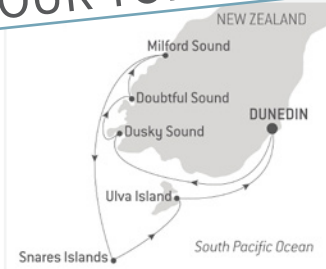 NEW ZEALAND
Milford Sound
Doubtful Sound
DUNEDIN
Dusky Sound
Ulva Island
South Pacific Ocean
Snares Islands